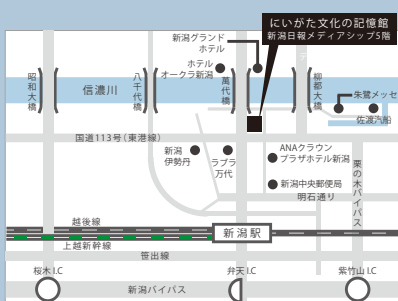 にいがた文化の記憶館
新潟日報メディアシップ5階
新潟グランド
ホテル
ホテル
オークラ新潟
昭和大橋
信濃川
八千代橋
萬代橋
柳都大橋
朱鷺メッセ
佐渡汽船
国道113号(東港線)
新潟
伊勢丹
ラブラ
万代
ANAクラウン
プラザホテル新潟
新潟中央郵便局
明石通り
栗の木バイパス
越後線
新潟駅
上越新幹線
笹出線
桜木I.C
弁天I.C
紫竹山I.C
新潟バイパス